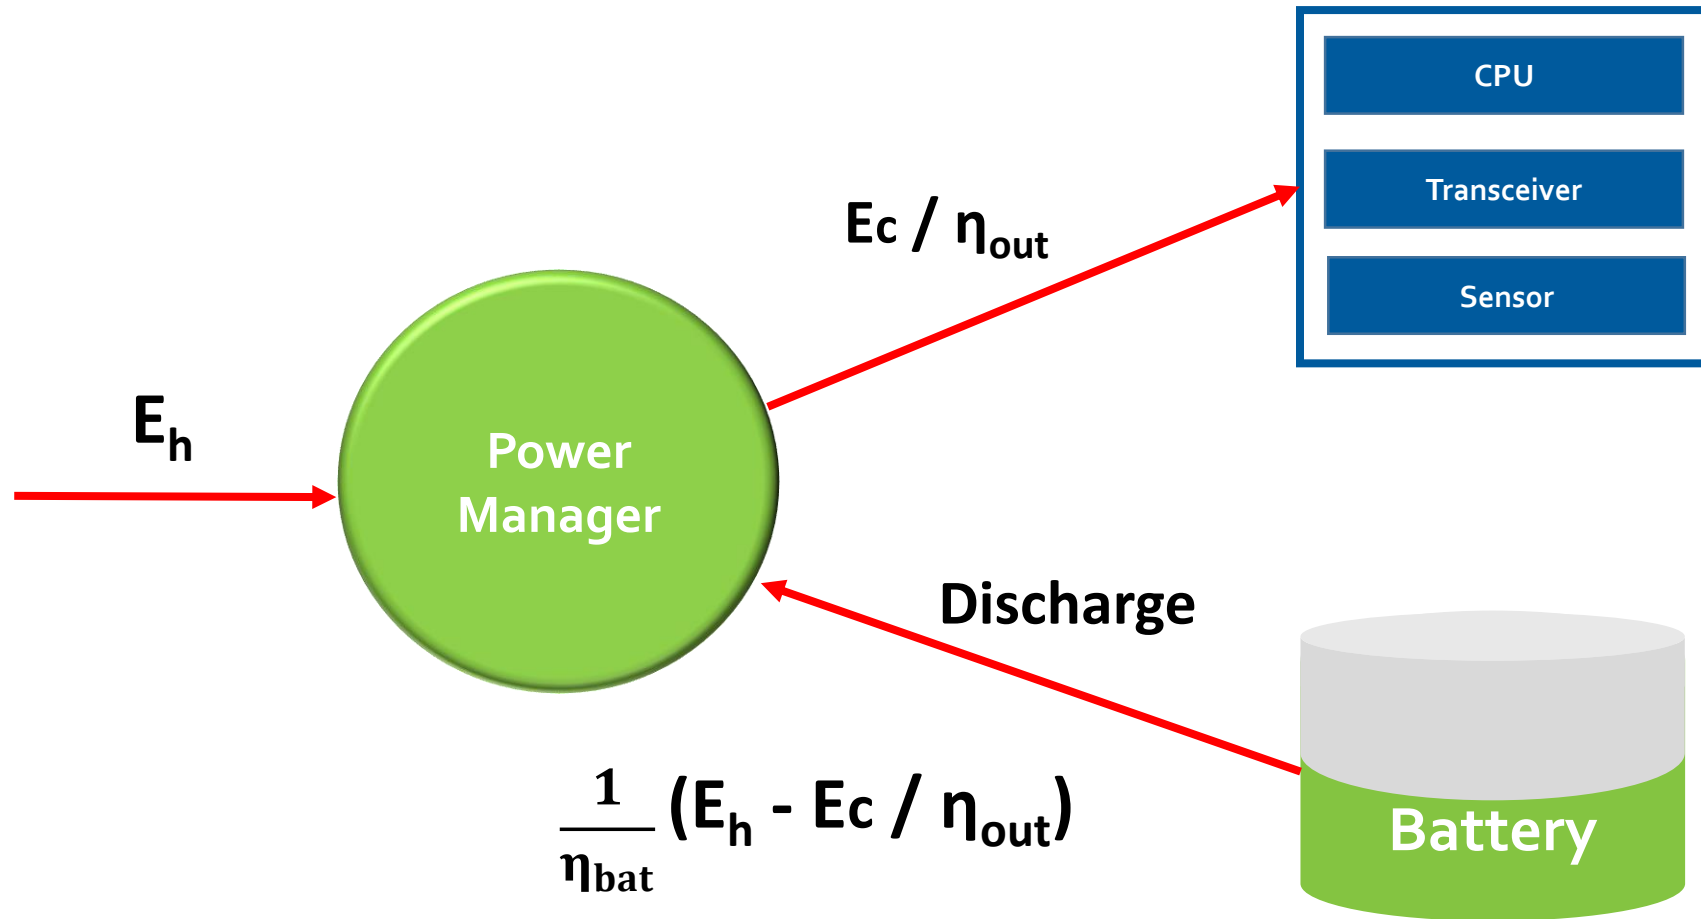 CPU
Transceiver
Sensor
Ec / ηout
Eh
Power
Manager
Discharge
1
ηbat
(Eh - Ec / ηout)
Battery